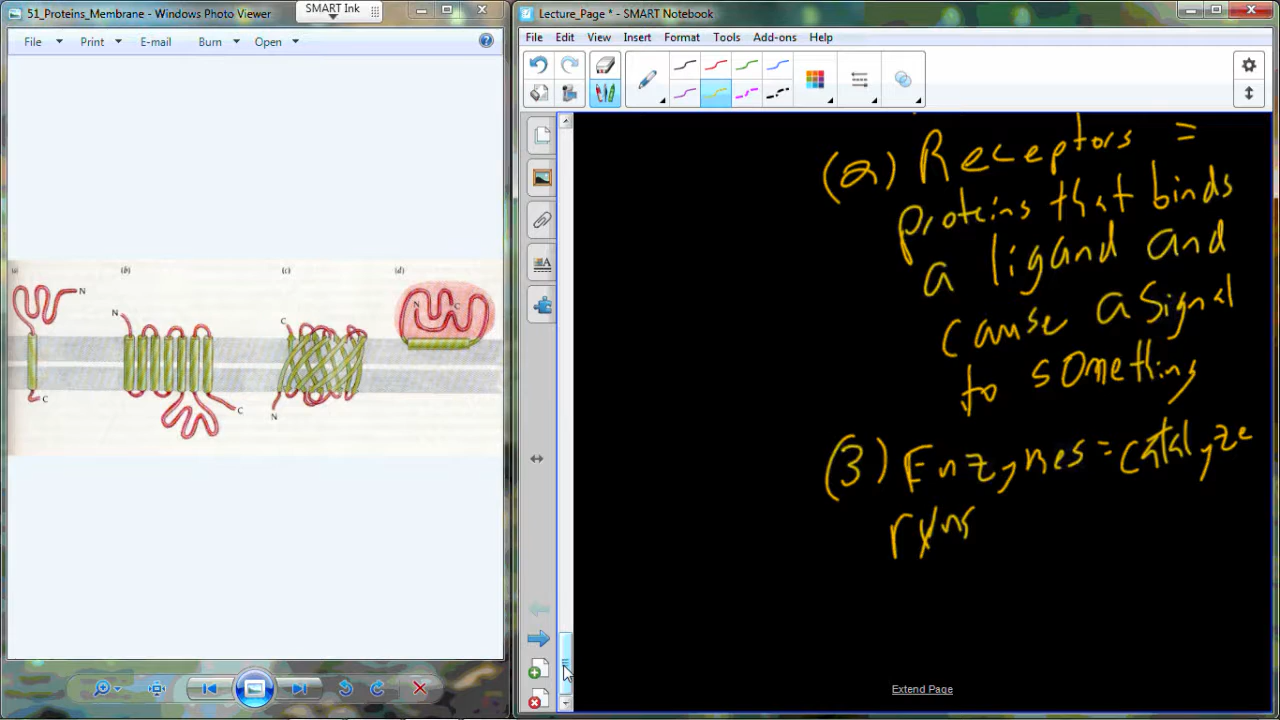 51_Proteins_Membrane - Windows Photo Viewer
SMART Ink
File Print E-mail Burn Open
(a) (b) (c) (d)
N
C
N
C
C
N
N C
Lecture_Page * - SMART Notebook
File Edit View Insert Format Tools Add-ons Help
(2) Receptors =
proteins that binds
a ligand and
cause a signal
to something
(3) Enzymes = catalyze
rxns
Extend Page